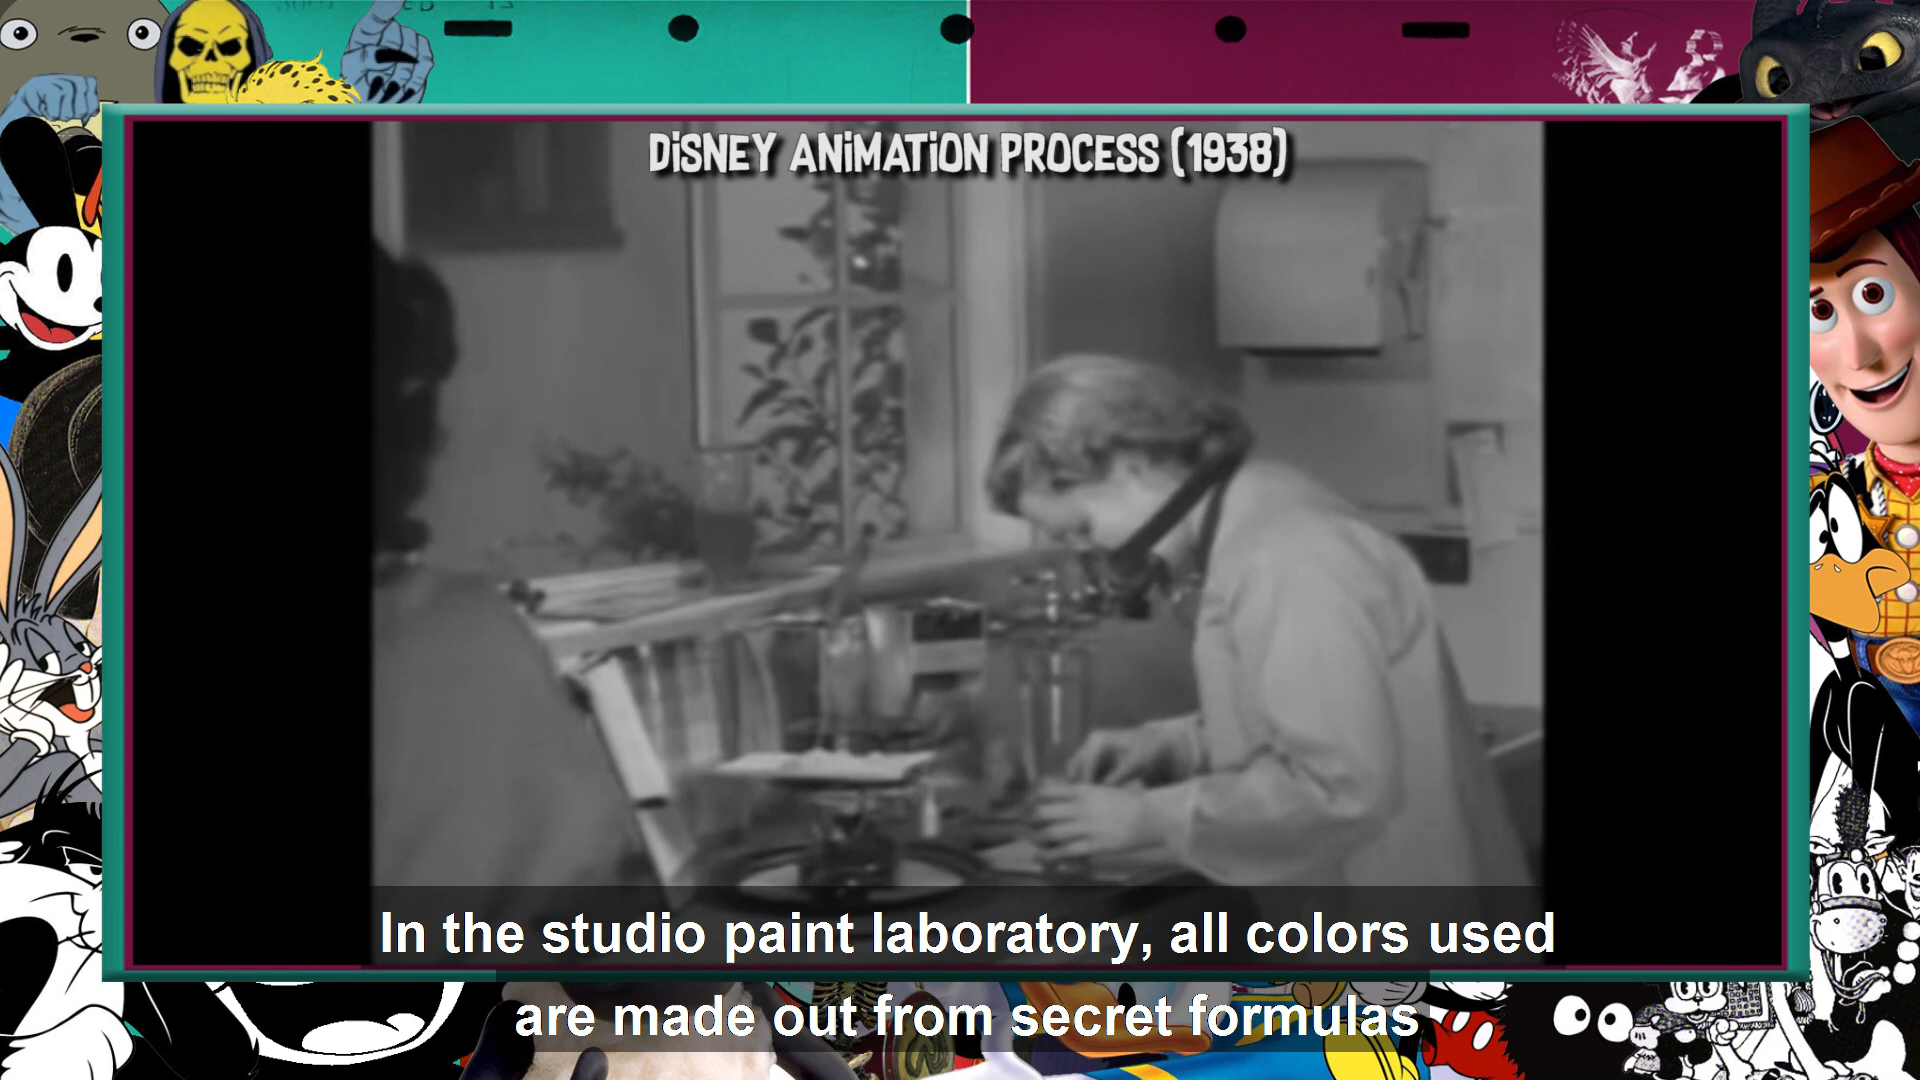 DiSNEY ANiMATiON PROCESS (1938)
In the studio paint laboratory, all colors used
are made out from secret formulas